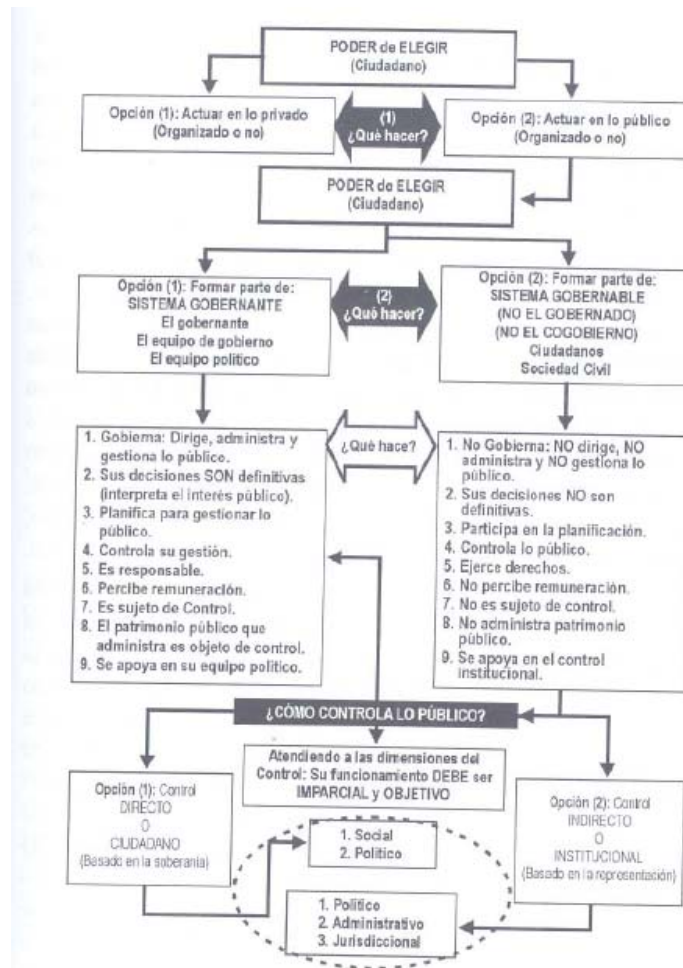 PODER de ELEGIR
(Ciudadano)
Opción (1): Actuar en lo privado
(Organizado o no)
(1)
¿Qué hacer?
Opción (2): Actuar en lo público
(Organizado o no)
PODER de ELEGIR
(Ciudadano)
Opción (1): Formar parte de:
SISTEMA GOBERNANTE
El gobernante
El equipo de gobierno
El equipo político
(2)
¿Qué hacer?
Opción (2): Formar parte de:
SISTEMA GOBERNABLE
(NO EL GOBERNADO)
(NO EL COGOBIERNO)
Ciudadanos
Sociedad Civil
1. Gobierna: Dirige, administra y
gestiona lo público.
2. Sus decisiones SON definitivas
(interpreta el interés público).
3. Planifica para gestionar lo
público.
4. Controla su gestión.
5. Es responsable.
6. Percibe remuneración.
7. Es sujeto de Control.
8. El patrimonio público que
administra es objeto de control.
9. Se apoya en su equipo político.
¿Qué hace?
1. No Gobierna: NO dirige, NO
administra y NO gestiona lo
público.
2. Sus decisiones NO son
definitivas.
3. Participa en la planificación.
4. Controla lo público.
5. Ejerce derechos.
6. No percibe remuneración.
7. No es sujeto de control.
8. No administra patrimonio
público.
9. Se apoya en el control
institucional.
¿CÓMO CONTROLA LO PÚBLICO?
Atendiendo a las dimensiones del
Control: Su funcionamiento DEBE ser
IMPARCIAL y OBJETIVO
Opción (1): Control
DIRECTO
O
CIUDADANO
(Basado en la soberanía)
Opción (2): Control
INDIRECTO
O
INSTITUCIONAL
(Basado en la representación)
1. Social
2. Político
1. Político
2. Administrativo
3. Jurisdiccional